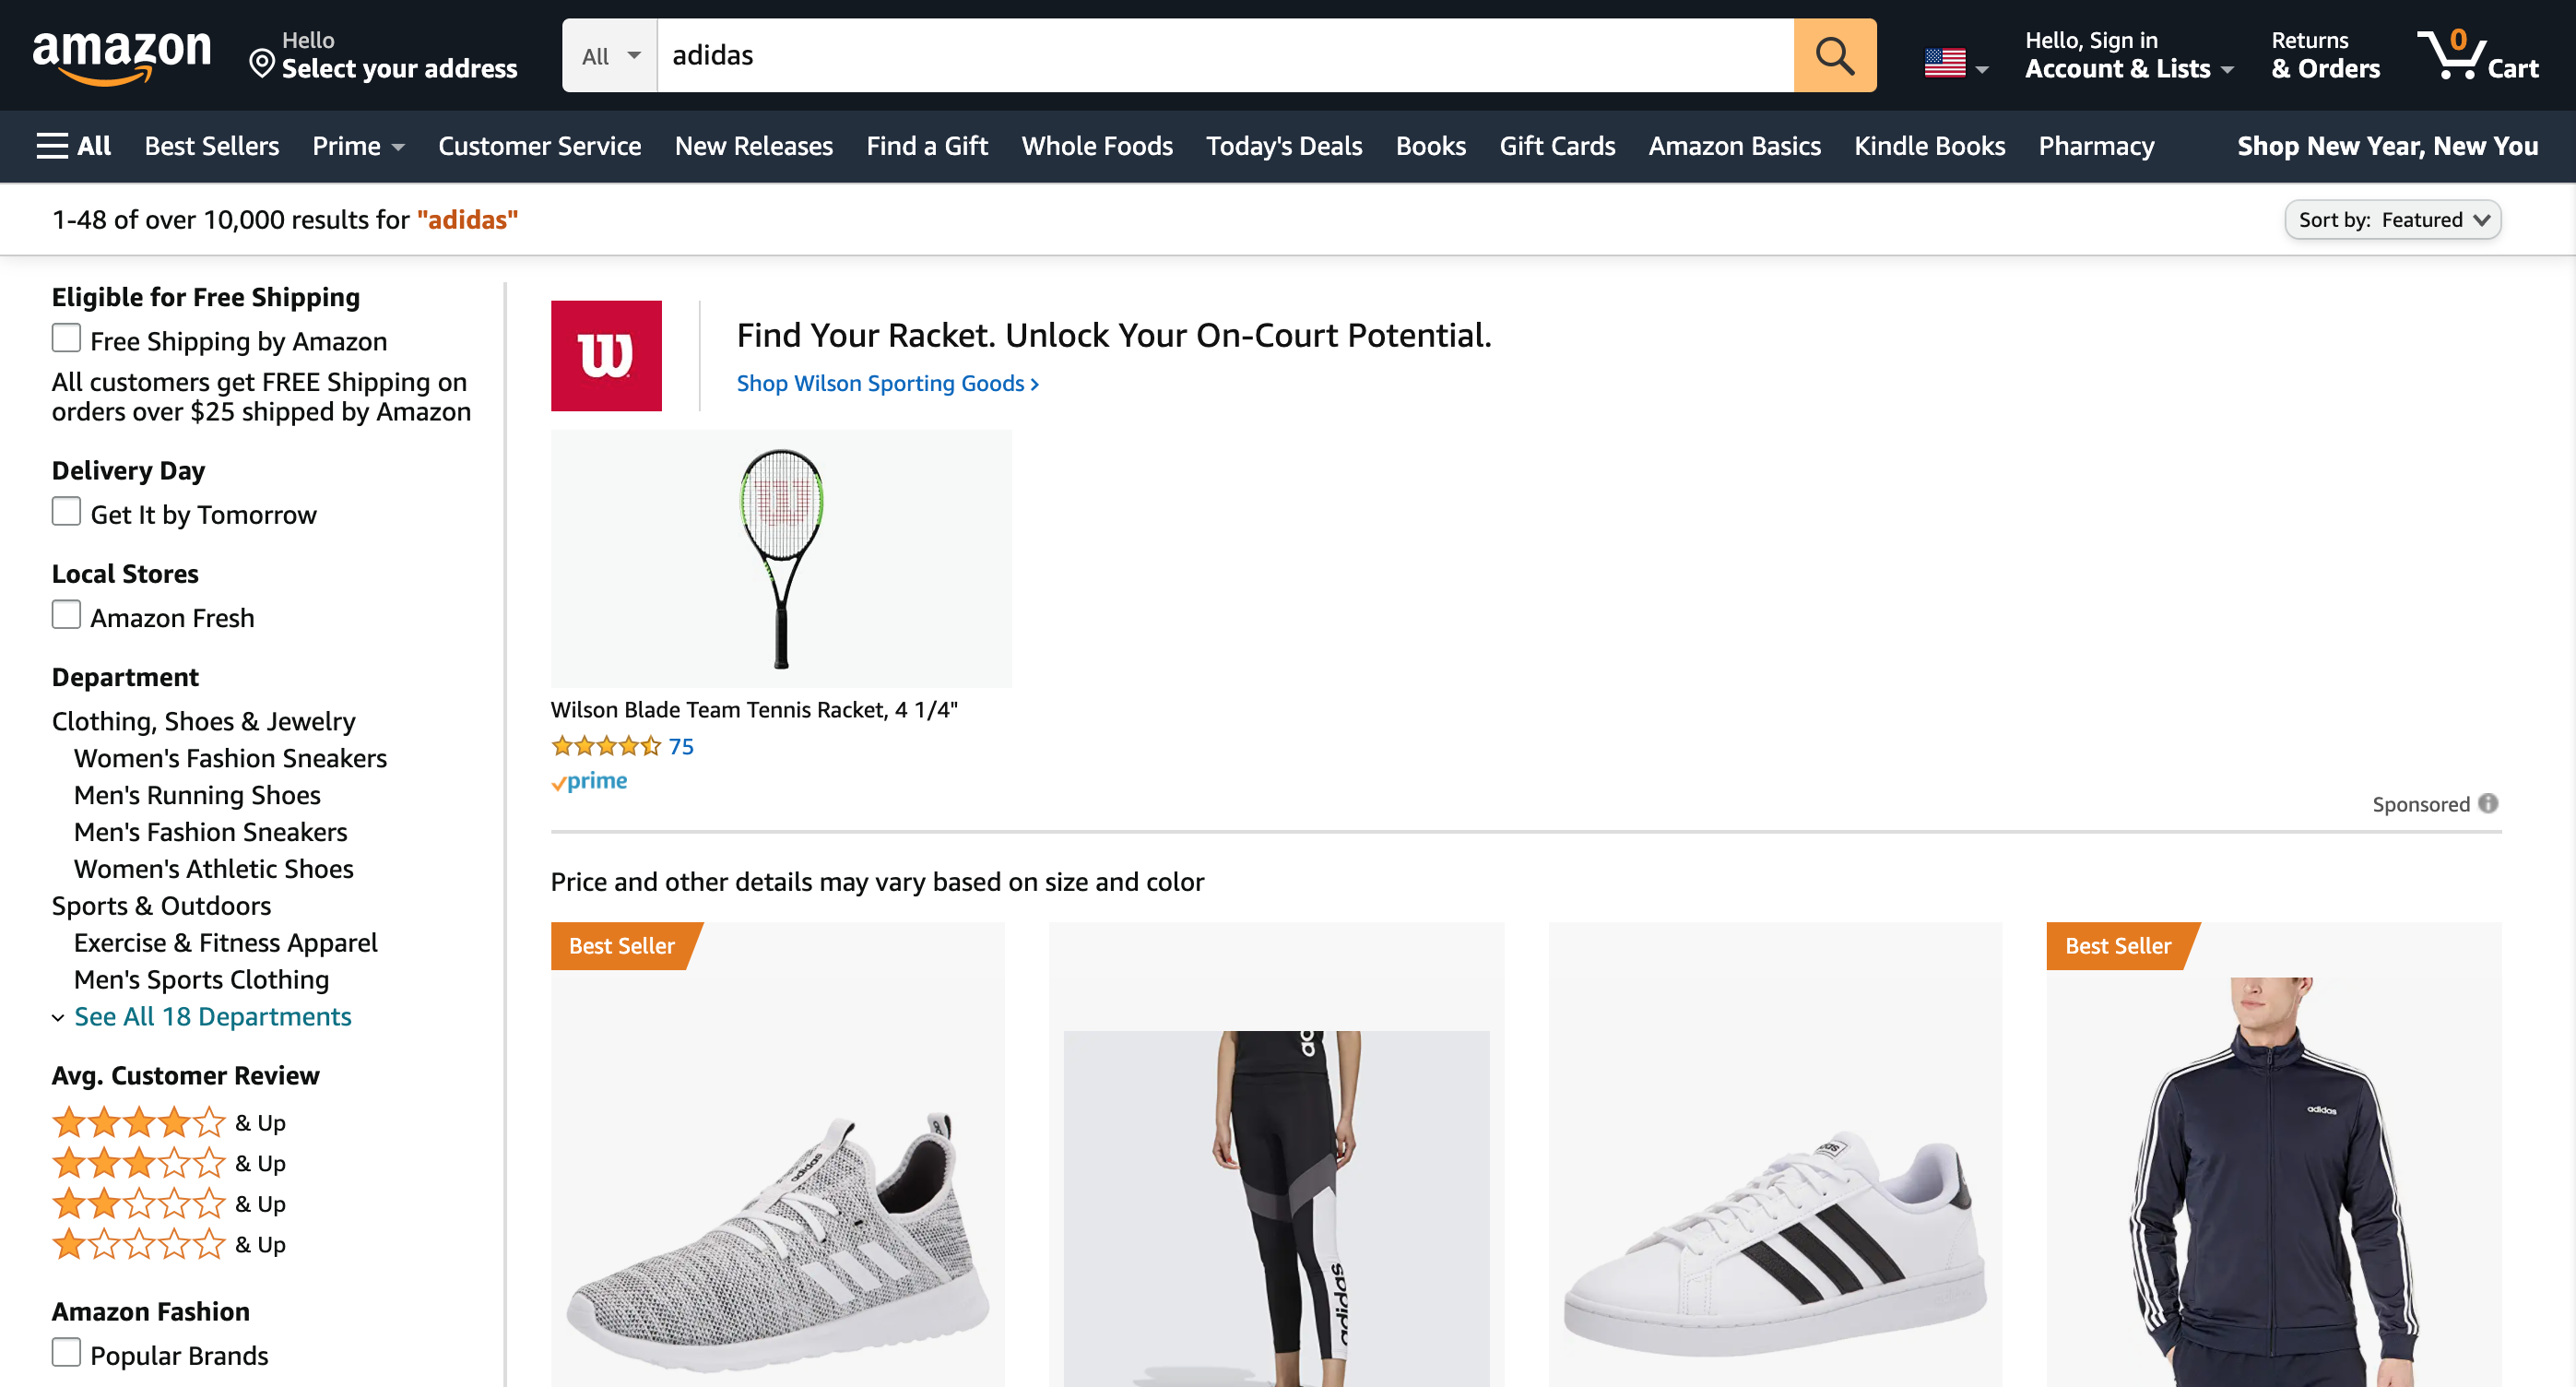 amazon
Hello
Select your address
All
adidas
Hello, Sign in
Account & Lists
Returns
& Orders
0
Cart
All
Best Sellers
Prime
Customer Service
New Releases
Find a Gift
Whole Foods
Today's Deals
Books
Gift Cards
Amazon Basics
Kindle Books
Pharmacy
Shop New Year, New You
1-48 of over 10,000 results for "adidas"
Sort by: Featured
Eligible for Free Shipping
Free Shipping by Amazon
All customers get FREE Shipping on
orders over $25 shipped by Amazon
Delivery Day
Get It by Tomorrow
Local Stores
Amazon Fresh
Department
Clothing, Shoes & Jewelry
Women's Fashion Sneakers
Men's Running Shoes
Men's Fashion Sneakers
Women's Athletic Shoes
Sports & Outdoors
Exercise & Fitness Apparel
Men's Sports Clothing
See All 18 Departments
Avg. Customer Review
& Up
& Up
& Up
& Up
Amazon Fashion
Popular Brands
W
Find Your Racket. Unlock Your On-Court Potential.
Shop Wilson Sporting Goods ›
W
Wilson Blade Team Tennis Racket, 4 1/4"
75
prime
Sponsored
Price and other details may vary based on size and color
Best Seller
adidas
adidas
Best Seller
adidas